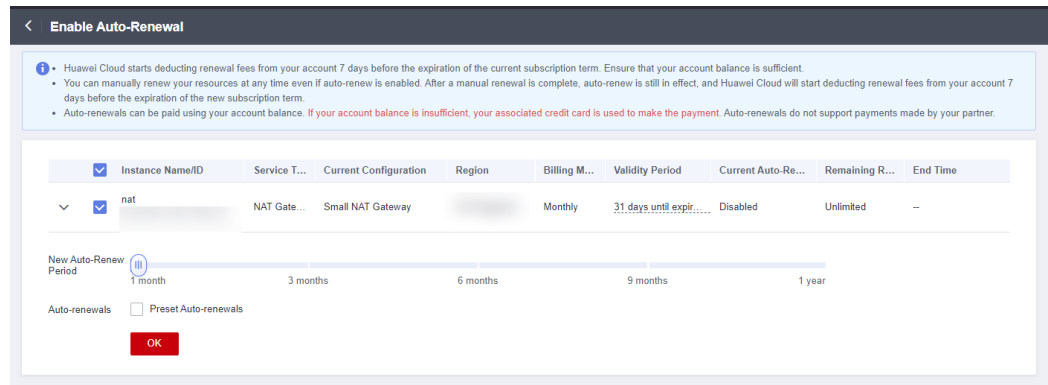 Enable Auto-Renewal
Huawei Cloud starts deducting renewal fees from your account 7 days before the expiration of the current subscription term. Ensure that your account balance is sufficient.
You can manually renew your resources at any time even if auto-renew is enabled. After a manual renewal is complete, auto-renew is still in effect, and Huawei Cloud will start deducting renewal fees from your account 7
days before the expiration of the new subscription term.
Auto-renewals can be paid using your account balance. If your account balance is insufficient, your associated credit card is used to make the payment. Auto-renewals do not support payments made by your partner.
Instance Name/ID Service T... Current Configuration Region Billing M... Validity Period Current Auto-Re... Remaining R... End Time
nat
NAT Gate... Small NAT Gateway Monthly 31 days until expir... Disabled Unlimited --
New Auto-Renew
Period
1 month 3 months 6 months 9 months 1 year
Auto-renewals Preset Auto-renewals
OK